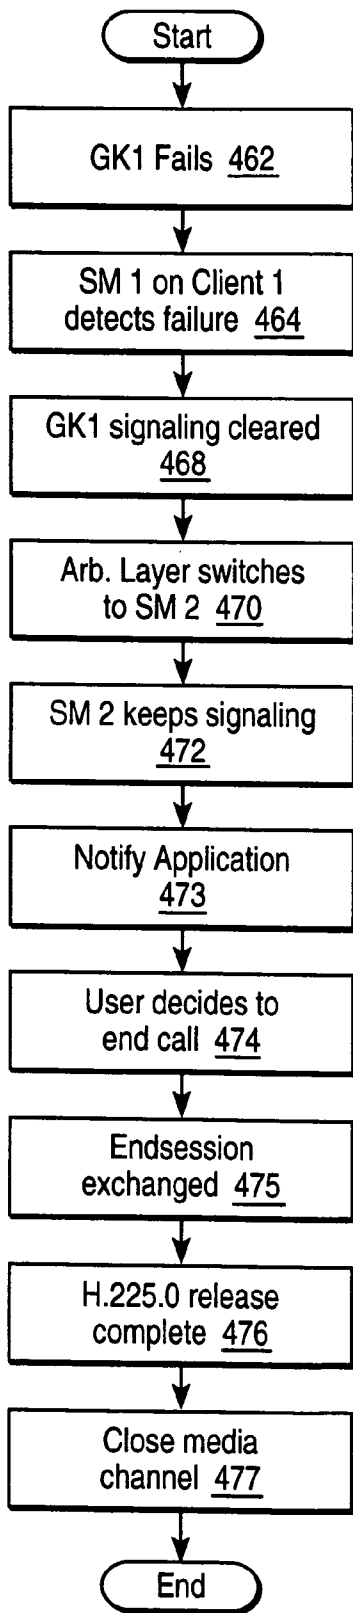 Start
GK1 Fails 462
SM 1 on Client 1
detects failure 464
GK1 signaling cleared
468
Arb. Layer switches
to SM 2 470
SM 2 keeps signaling
472
Notify Application
473
User decides to
end call 474
Endsession
exchanged 475
H.225.0 release
complete 476
Close media
channel 477
End